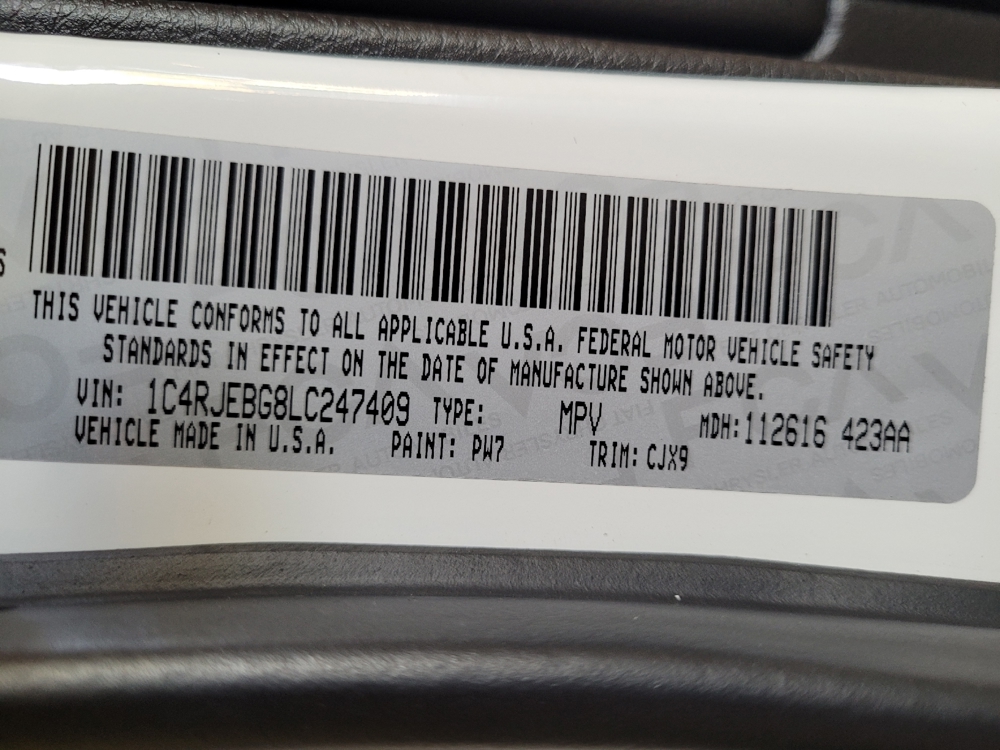 THIS VEHICLE CONFORMS TO ALL APPLICABLE U.S.A. FEDERAL MOTOR VEHICLE SAFETY
STANDARDS IN EFFECT ON THE DATE OF MANUFACTURE SHOWN ABOVE.
VIN: 1C4RJEBG8LC247409 TYPE: MPV MDH:112616 423AA
VEHICLE MADE IN U.S.A. PAINT: PW7 TRIM: CJX9